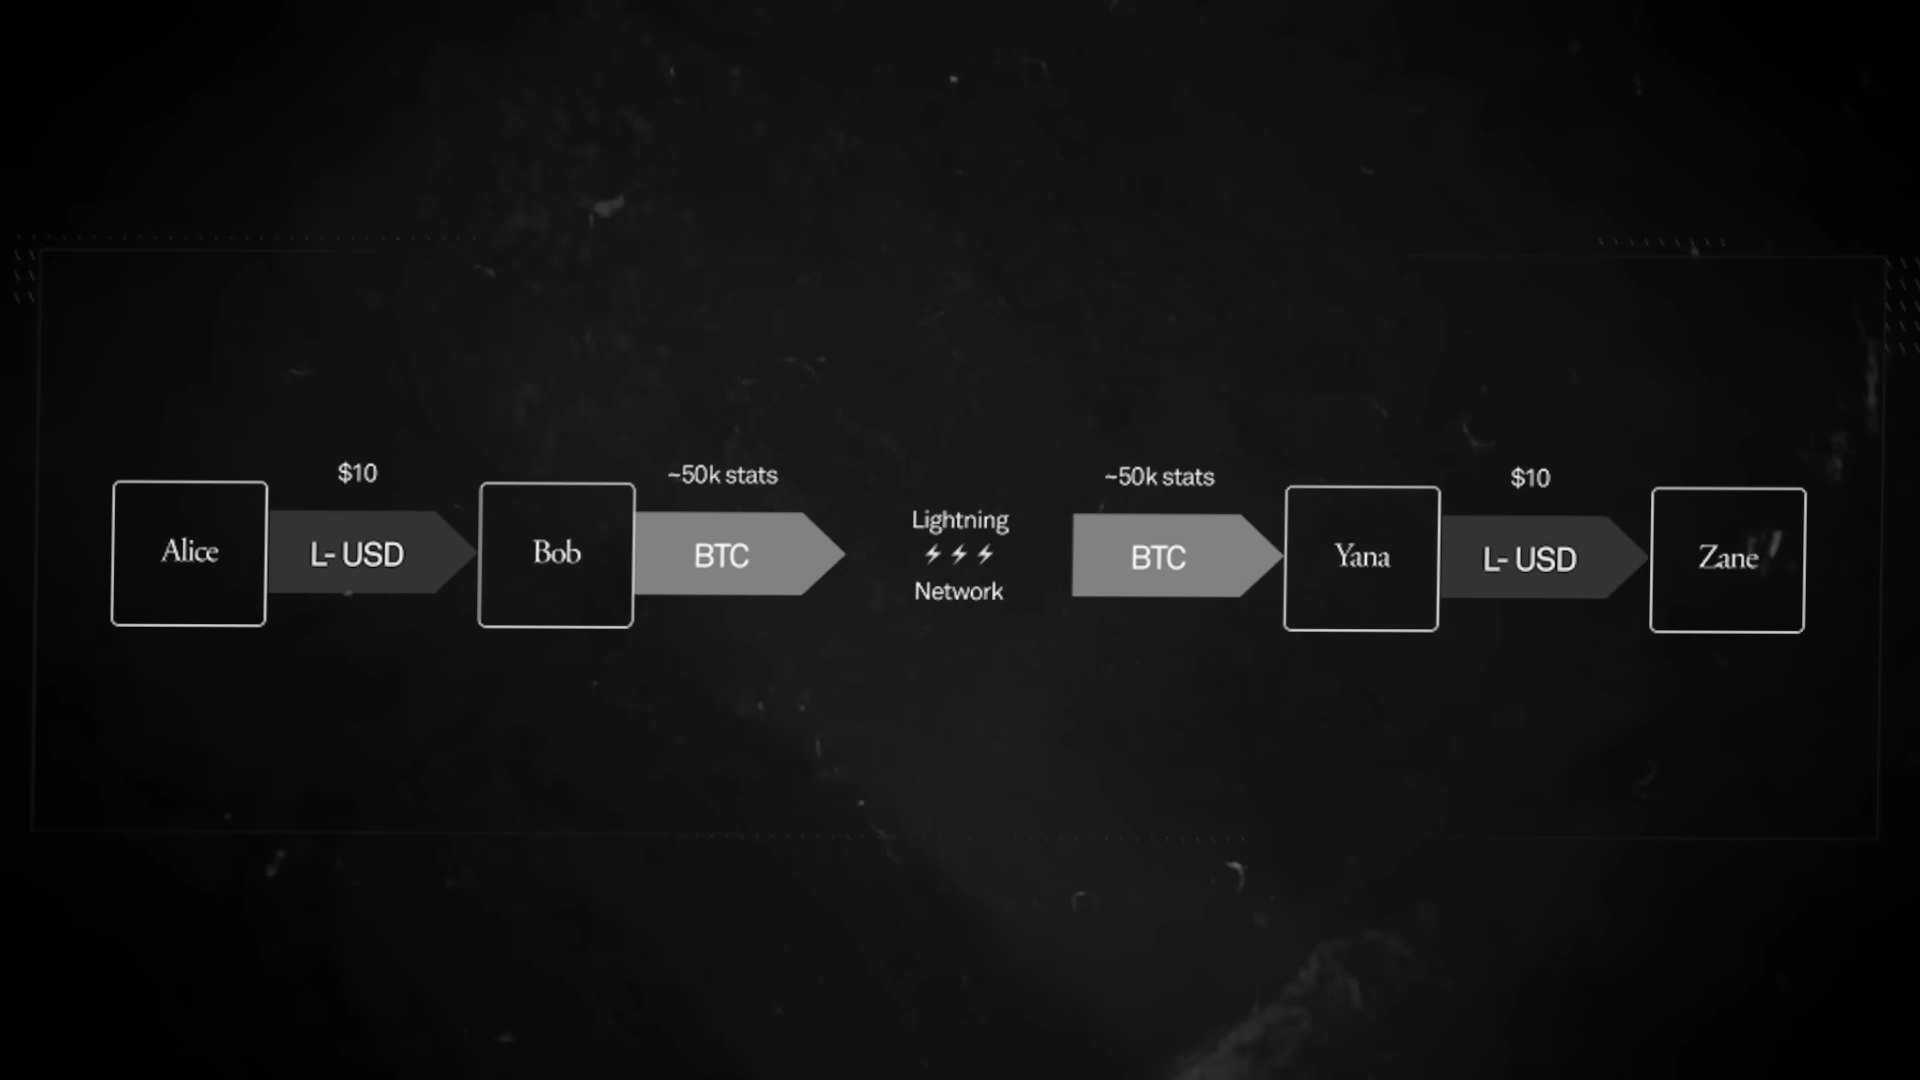 $10
~50k stats
~50k stats
$10
Alice
L- USD
Bob
BTC
Lightning
Network
BTC
Yana
L- USD
Zane